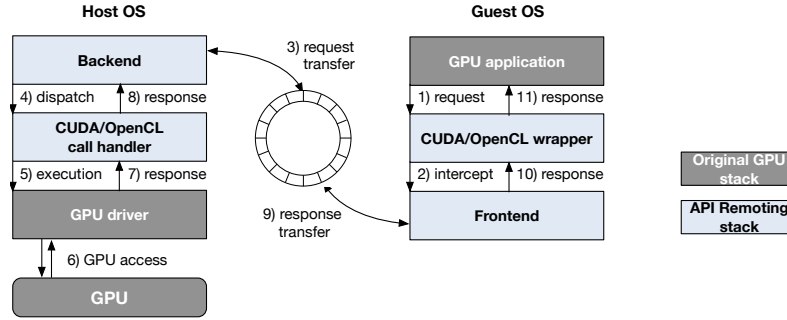 Host OS
Guest OS
Backend
3) request
transfer
GPU application
4) dispatch
8) response
1) request
11) response
CUDA/OpenCL
call handler
CUDA/OpenCL wrapper
Original GPU
stack
5) execution
7) response
2) intercept
10) response
GPU driver
9) response
transfer
Frontend
API Remoting
stack
6) GPU access
GPU